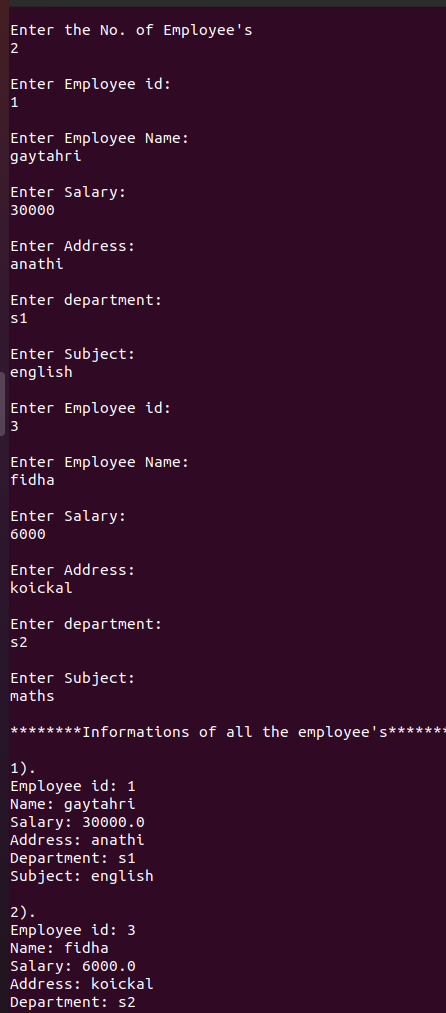 Enter the No. of Employee's
2
Enter Employee id:
1
Enter Employee Name:
gaytahri
Enter Salary:
30000
Enter Address:
anathi
Enter department:
s1
Enter Subject:
english
Enter Employee id:
3
Enter Employee Name:
fidha
Enter Salary:
6000
Enter Address:
koickal
Enter department:
s2
Enter Subject:
maths
********Informations of all the employee's*******
1).
Employee id: 1
Name: gaytahri
Salary: 30000.0
Address: anathi
Department: s1
Subject: english
2).
Employee id: 3
Name: fidha
Salary: 6000.0
Address: koickal
Department: s2